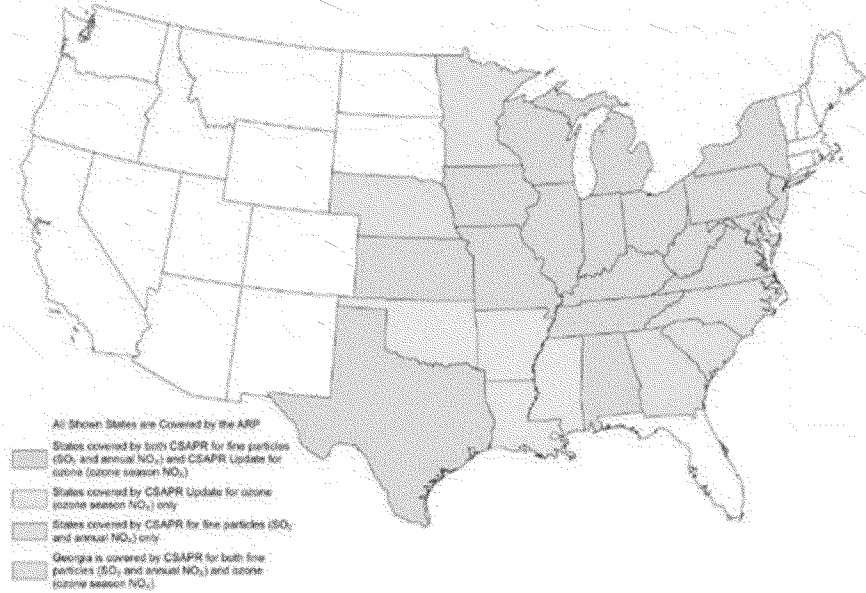 All Shown States are Covered by the ARP
States covered by both CSAPR for fine particles
(SO₂ and annual NOₓ) and CSAPR Update for
ozone (ozone season NOₓ)
States covered by CSAPR Update for ozone
(ozone season NOₓ) only
States covered by CSAPR for fine particles (SO₂
and annual NOₓ) only
Georgia is covered by CSAPR for both fine
particles (SO₂ and annual NOₓ) and ozone
(ozone season NOₓ)